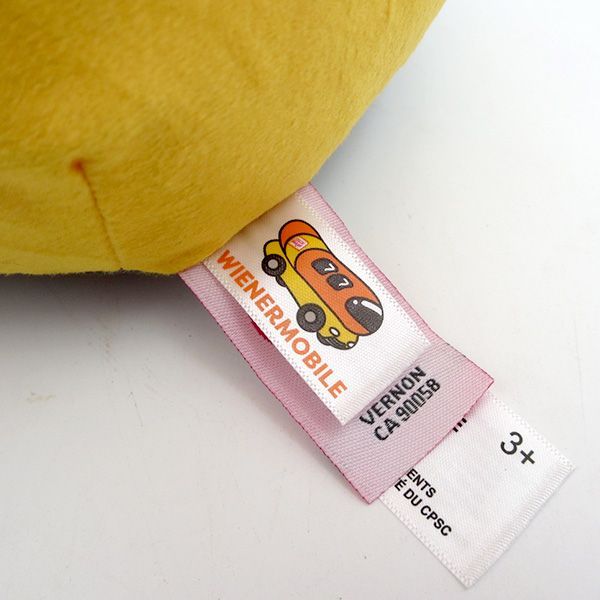 WIENERMOBILE
VERNON
CA 90058
3+
ENTS
É DU CPSC